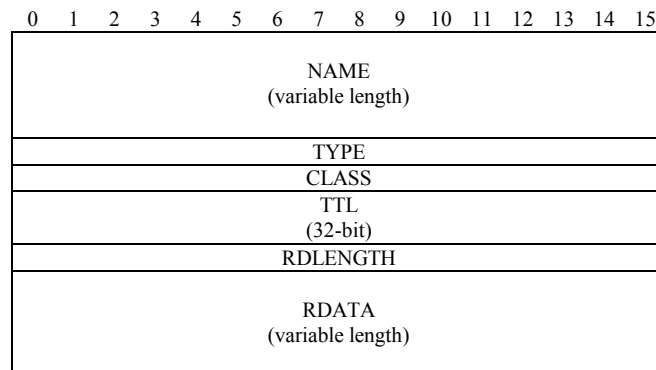 0 1 2 3 4 5 6 7 8 9 10 11 12 13 14 15
NAME
(variable length)
TYPE
CLASS
TTL
(32-bit)
RDLENGTH
RDATA
(variable length)